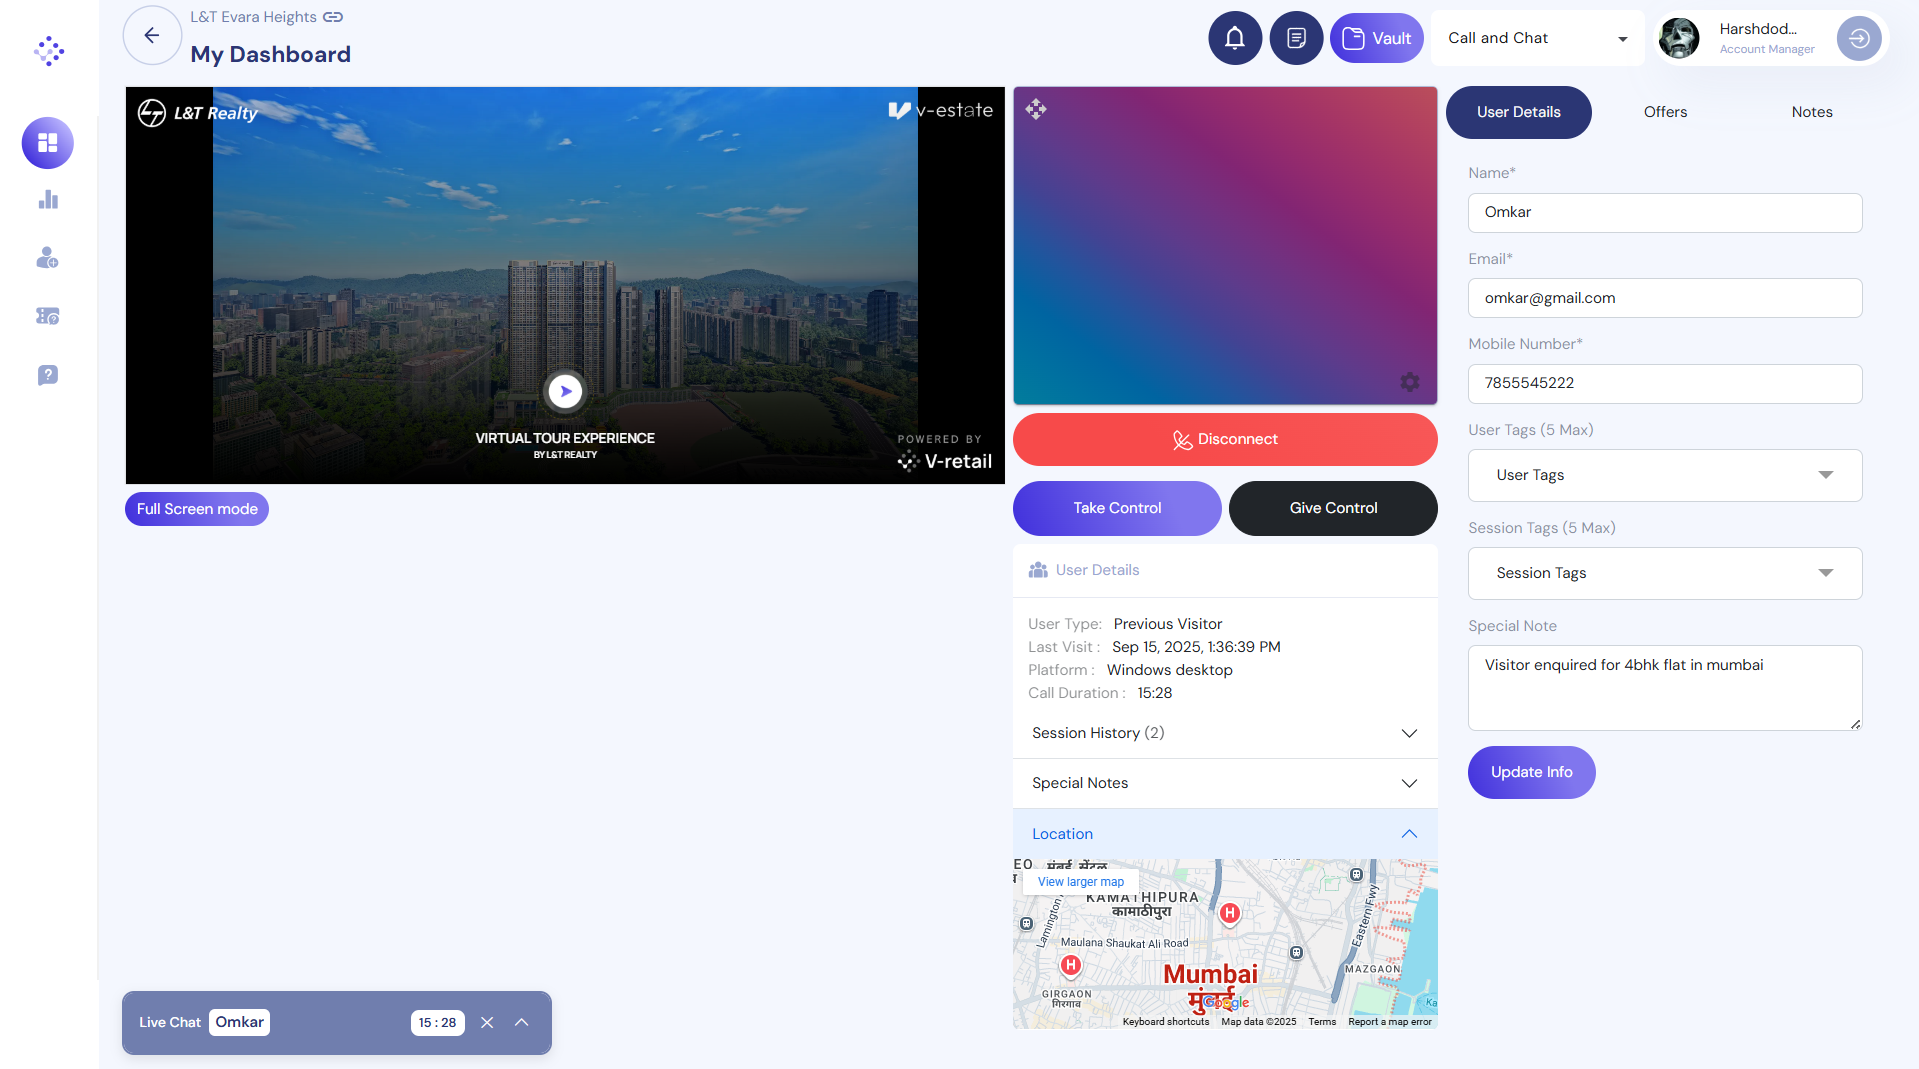 L&T Evara Heights
My Dashboard
Vault
Call and Chat
Harshdod...
Account Manager
L&T Realty
v-estate
VIRTUAL TOUR EXPERIENCE
BY L&T REALTY
POWERED BY
V-retail
Full Screen mode
Disconnect
Take Control
Give Control
User Details
User Type: Previous Visitor
Last Visit : Sep 15, 2025, 1:36:39 PM
Platform : Windows desktop
Call Duration : 15:28
Session History (2)
Special Notes
Location
EO
मुंबई सेंट्रल
View larger map
KAMATHIPURA
कामाठीपुरा
Lamington
Maulana Shaukat Ali Road
Eastern Fwy
H
H
MAZGAON
Mumbai
मुंबई
GIRGAON
गिरगाव
Google
Ka
Keyboard shortcuts
Map data ©2025
Terms
Report a map error
User Details
Offers
Notes
Name*
Omkar
Email*
omkar@gmail.com
Mobile Number*
7855545222
User Tags (5 Max)
User Tags
Session Tags (5 Max)
Session Tags
Special Note
Visitor enquired for 4bhk flat in mumbai
Update Info
Live Chat Omkar
15 : 28